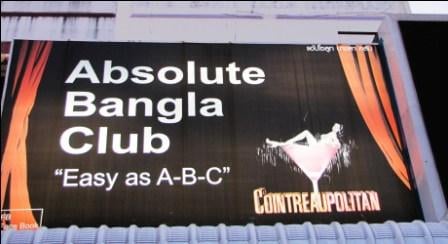 Absolute
Bangla
Club
"Easy as A-B-C"
COINTREAUPOLITAN